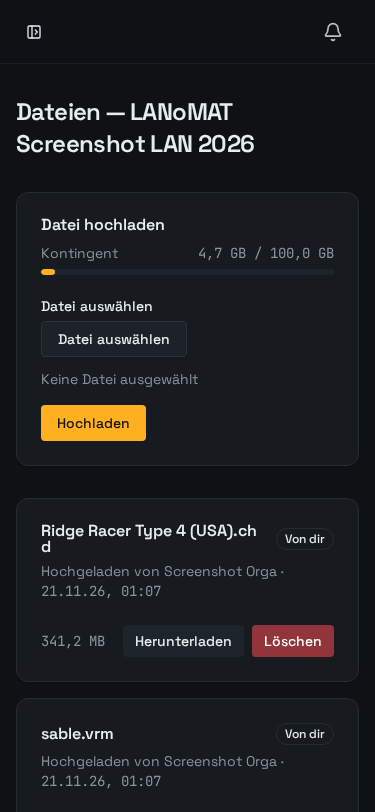 Dateien — LANoMAT
Screenshot LAN 2026
Datei hochladen
Kontingent 4,7 GB / 100,0 GB
Datei auswählen
Datei auswählen
Keine Datei ausgewählt
Hochladen
Ridge Racer Type 4 (USA).ch
d
Von dir
Hochgeladen von Screenshot Orga ·
21.11.26, 01:07
341,2 MB Herunterladen Löschen
sable.vrm Von dir
Hochgeladen von Screenshot Orga ·
21.11.26, 01:07